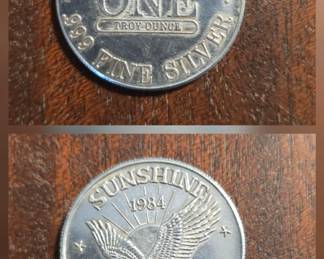 ONE
TROY-OUNCE
.999 FINE SILVER
SUNSHINE
1984